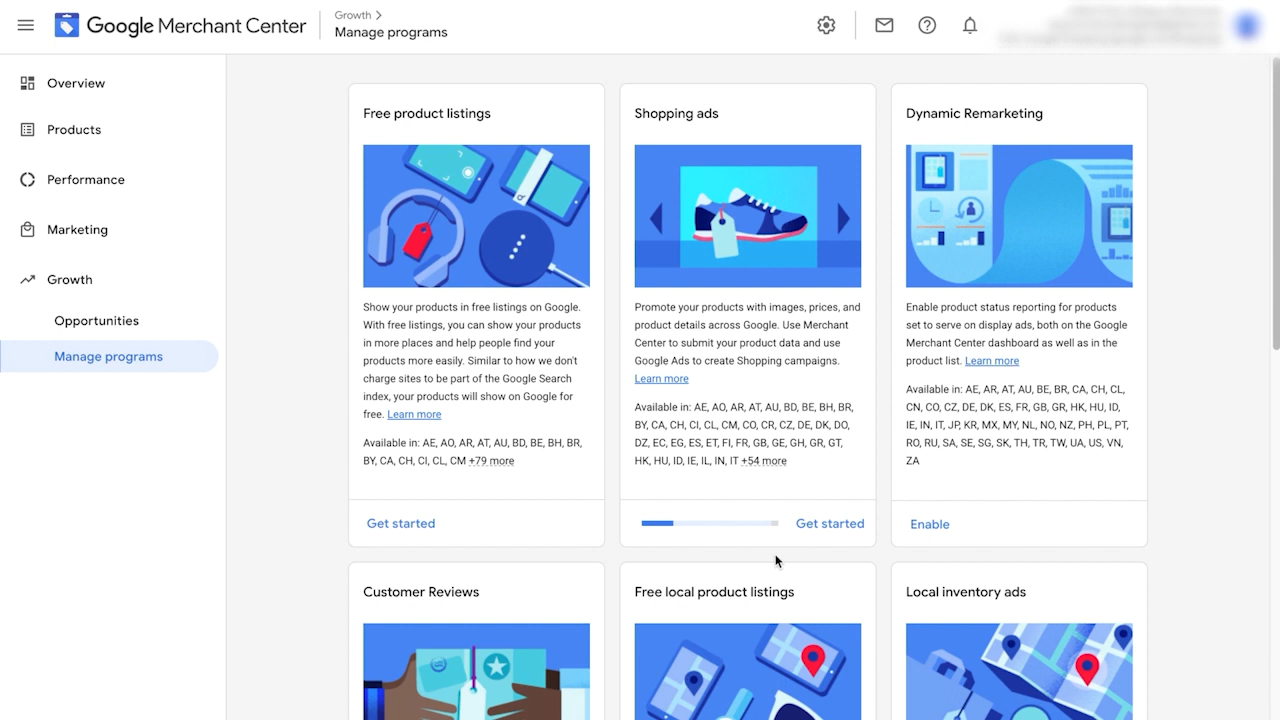 Google Merchant Center
Growth >
Manage programs
Overview
Products
Performance
Marketing
Growth
Opportunities
Manage programs
Free product listings
Show your products in free listings on Google.
With free listings, you can show your products
in more places and help people find your
products more easily. Similar to how we don't
charge sites to be part of the Google Search
index, your products will show on Google for
free. Learn more
Available in: AE, AO, AR, AT, AU, BD, BE, BH, BR,
BY, CA, CH, CI, CL, CM +79 more
Get started
Shopping ads
Promote your products with images, prices, and
product details across Google. Use Merchant
Center to submit your product data and use
Google Ads to create Shopping campaigns.
Learn more
Available in: AE, AO, AR, AT, AU, BD, BE, BH, BR,
BY, CA, CH, CI, CL, CM, CO, CR, CZ, DE, DK, DO,
DZ, EC, EG, ES, ET, FI, FR, GB, GE, GH, GR, GT,
HK, HU, ID, IE, IL, IN, IT +54 more
Get started
Dynamic Remarketing
Enable product status reporting for products
set to serve on display ads, both on the Google
Merchant Center dashboard as well as in the
product list. Learn more
Available in: AE, AR, AT, AU, BE, BR, CA, CH, CL,
CN, CO, CZ, DE, DK, ES, FR, GB, GR, HK, HU, ID,
IE, IN, IT, JP, KR, MX, MY, NL, NO, NZ, PH, PL, PT,
RO, RU, SA, SE, SG, SK, TH, TR, TW, UA, US, VN,
ZA
Enable
Customer Reviews
Free local product listings
Local inventory ads